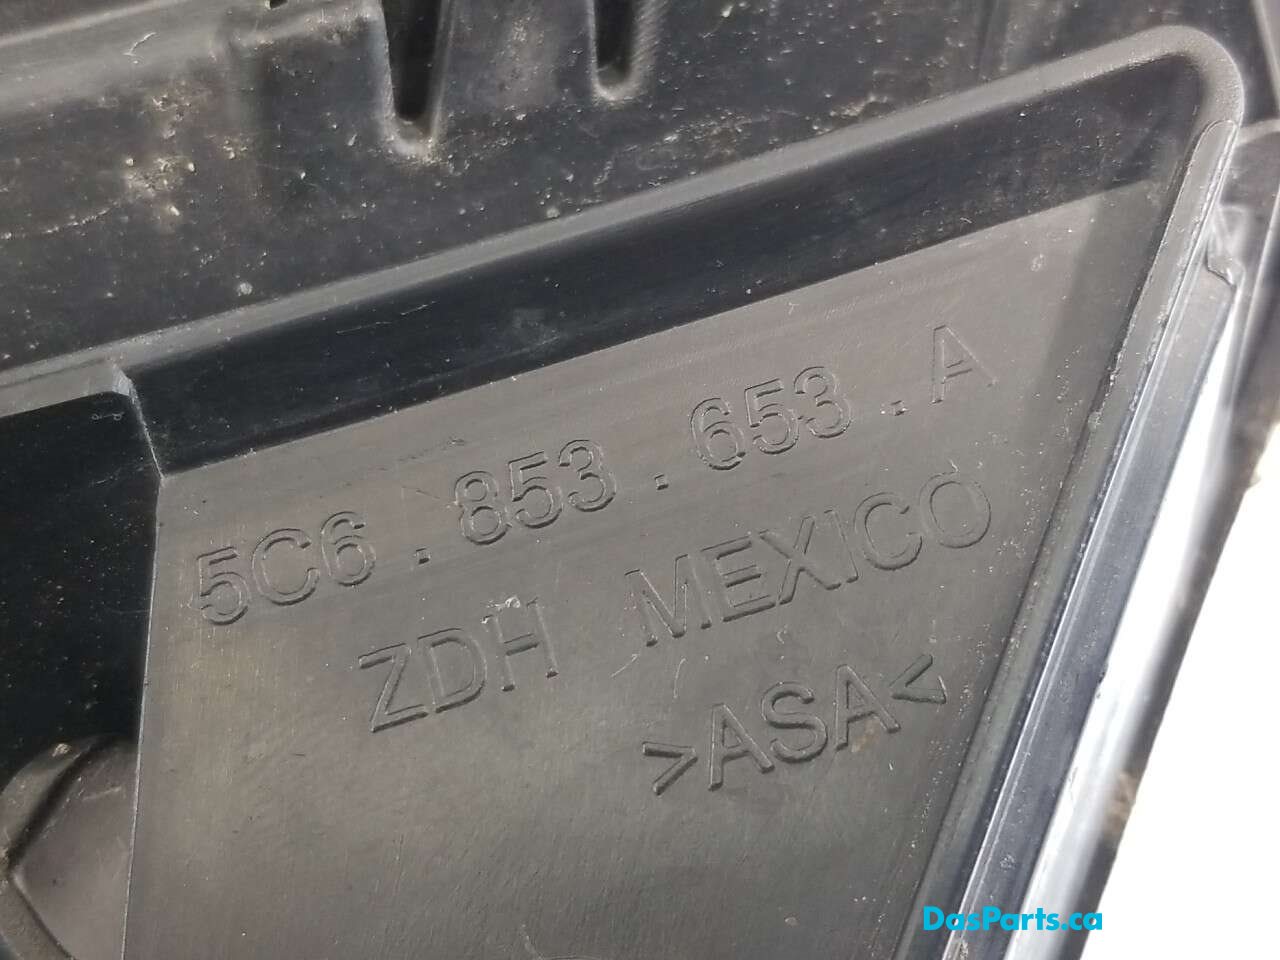 5C6.853.653.A
ZDH MEXICO
>ASA<
DasParts.ca